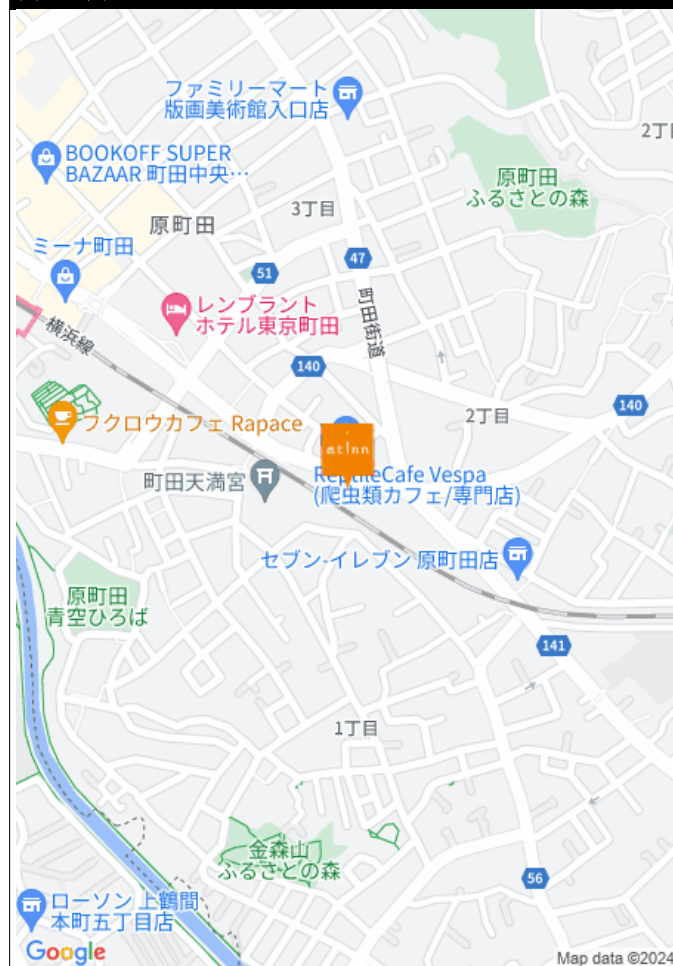 ファミリーマート
版画美術館入口店
2丁
BOOKOFF SUPER
BAZAAR 町田中央…
原町田
ふるさとの森
3丁目
原町田
ミーナ町田
47
51
町田街道
レンブラント
ホテル東京町田
横浜線
140
140
2丁目
フクロウカフェ Rapace
at inn
ReptileCafe Vespa
(爬虫類カフェ/専門店)
町田天満宮
セブン-イレブン 原町田店
原町田
青空ひろば
141
1丁目
金森山
ふるさとの森
56
ローソン 上鶴間
本町五丁目店
Google
Map data ©2024